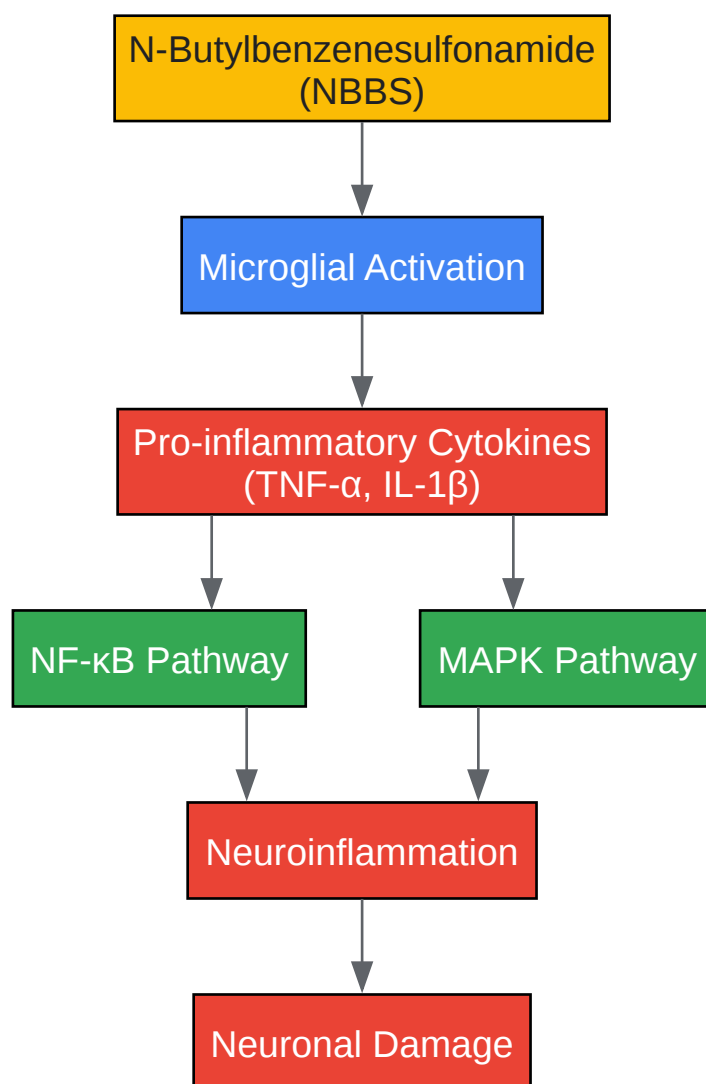 N-Butylbenzenesulfonamide
(NBBS)
Microglial Activation
Pro-inflammatory Cytokines
(TNF-α, IL-1β)
NF-κB Pathway
MAPK Pathway
Neuroinflammation
Neuronal Damage